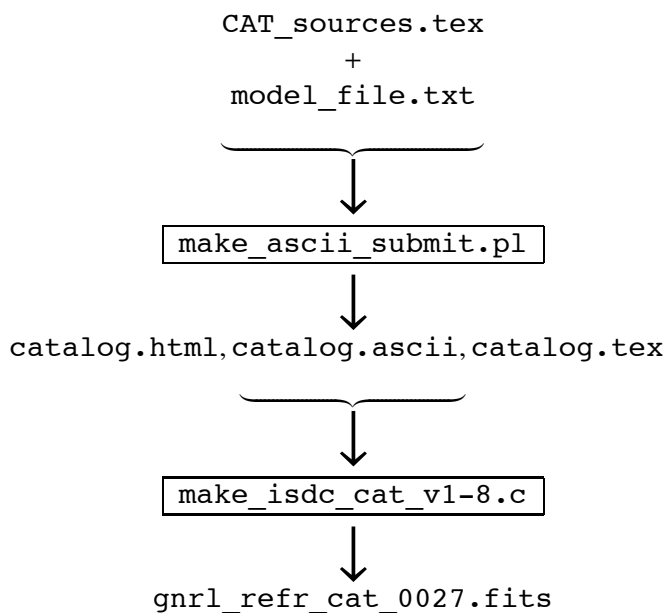 CAT_sources.tex
+
model_file.txt
make_ascii_submit.pl
catalog.html,catalog.ascii,catalog.tex
make_isdc_cat_v1-8.c
gnrl_refr_cat_0027.fits